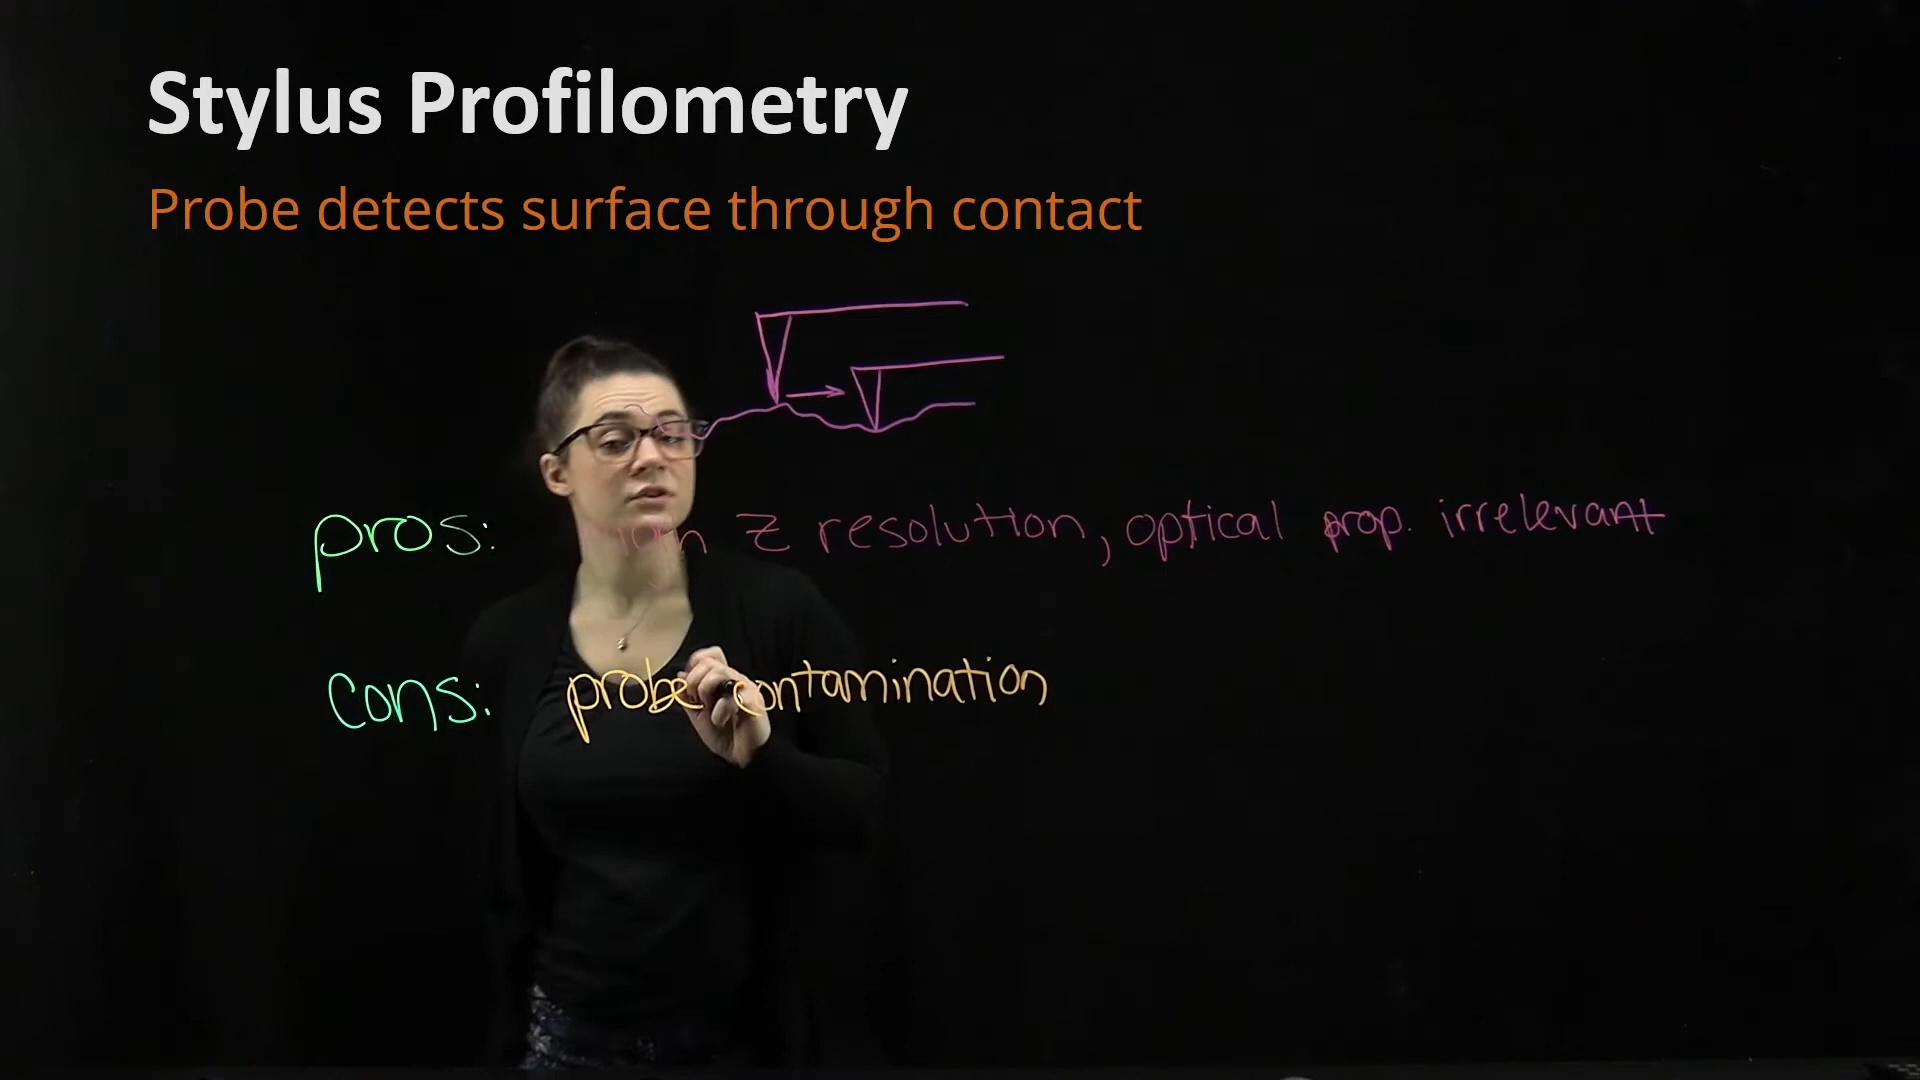 Stylus Profilometry
Probe detects surface through contact
pros: z resolution, optical prop. irrelevant
cons: probe contamination